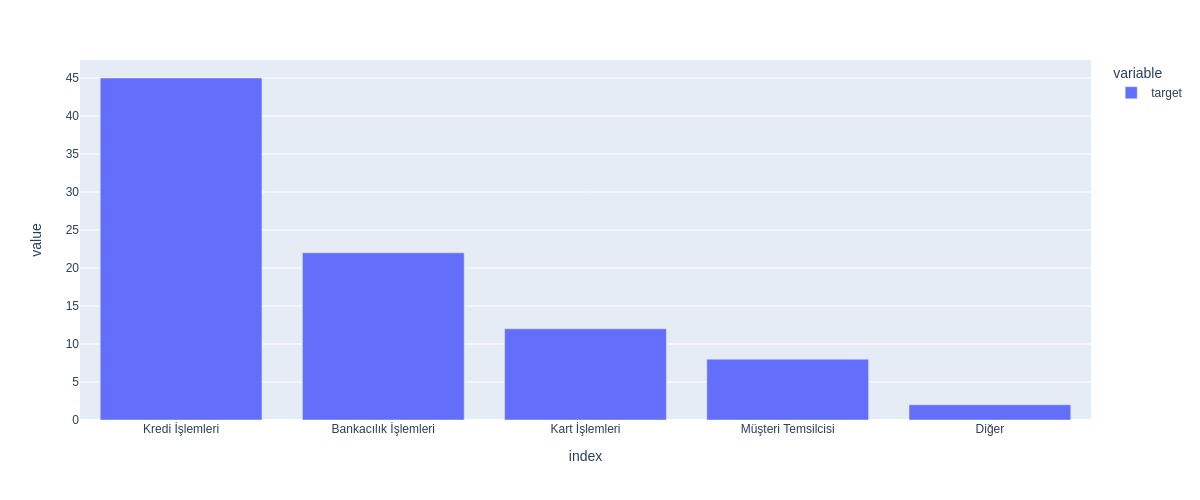 variable
target
value
45
40
35
30
25
20
15
10
5
0
Kredi İşlemleri
Bankacılık İşlemleri
Kart İşlemleri
Müşteri Temsilcisi
Diğer
index